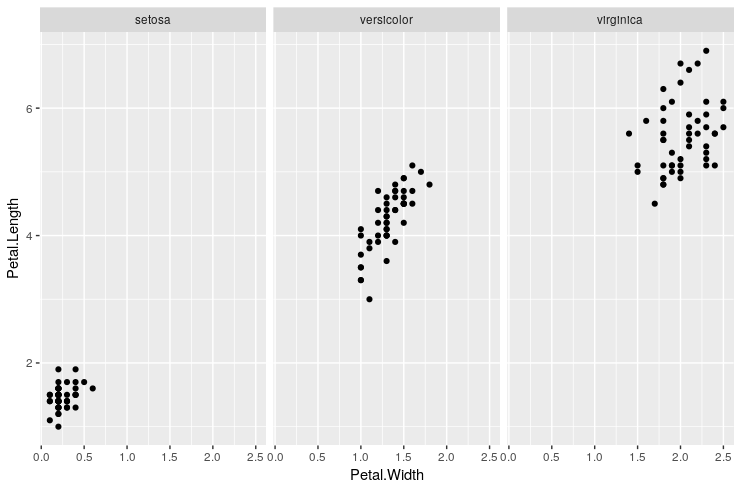 setosa versicolor virginica
6
4
2
Petal.Length
0.0 0.5 1.0 1.5 2.0 2.5 0.0 0.5 1.0 1.5 2.0 2.5 0.0 0.5 1.0 1.5 2.0 2.5
Petal.Width